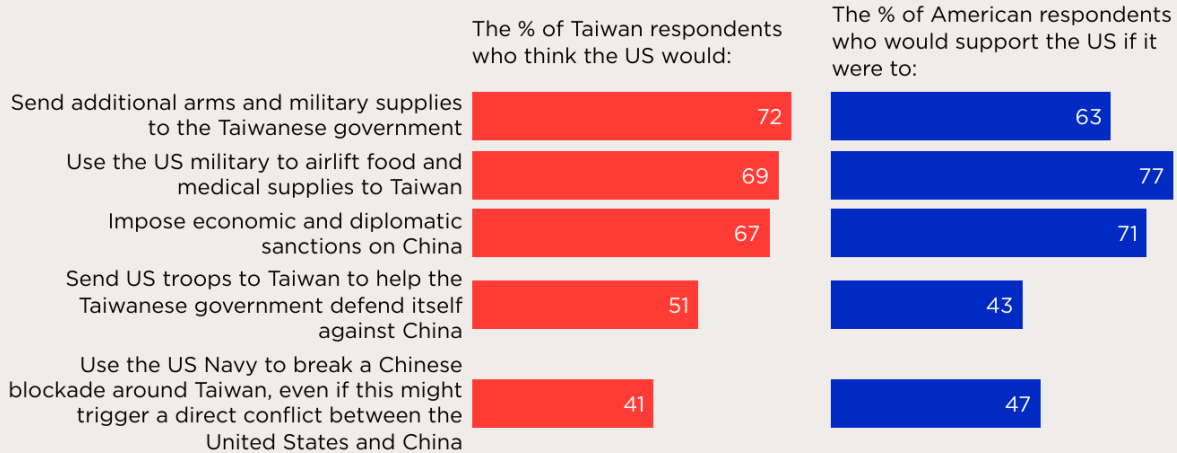 The % of Taiwan respondents
who think the US would:
The % of American respondents
who would support the US if it
were to:
Send additional arms and military supplies
to the Taiwanese government
72
63
Use the US military to airlift food and
medical supplies to Taiwan
69
77
Impose economic and diplomatic
sanctions on China
67
71
Send US troops to Taiwan to help the
Taiwanese government defend itself
against China
51
43
Use the US Navy to break a Chinese
blockade around Taiwan, even if this might
trigger a direct conflict between the
United States and China
41
47